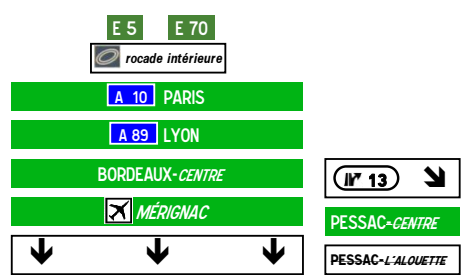 E 5 E 70
rocade intérieure
A 10 PARIS
A 89 LYON
BORDEAUX-CENTRE
MÉRIGNAC
13
PESSAC-CENTRE
PESSAC-L'ALOUETTE